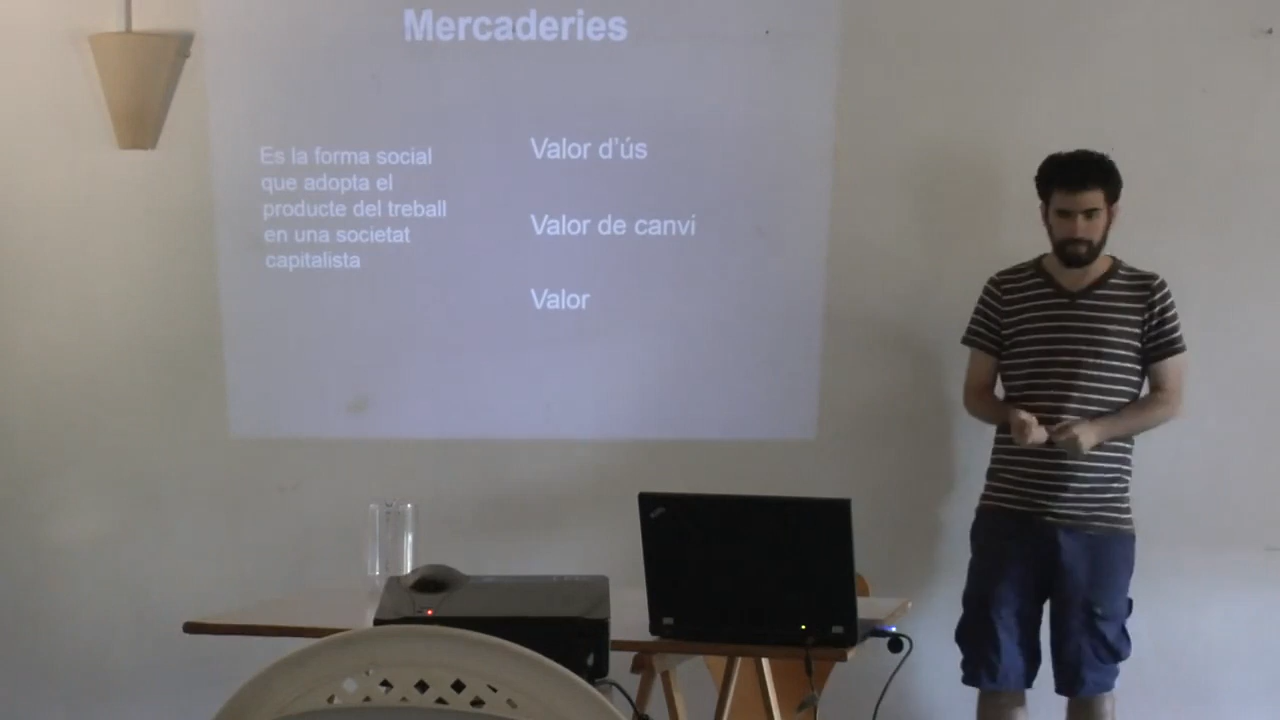 Mercaderies
Es la forma social
que adopta el
producte del treball
en una societat
capitalista
Valor d'ús
Valor de canvi
Valor